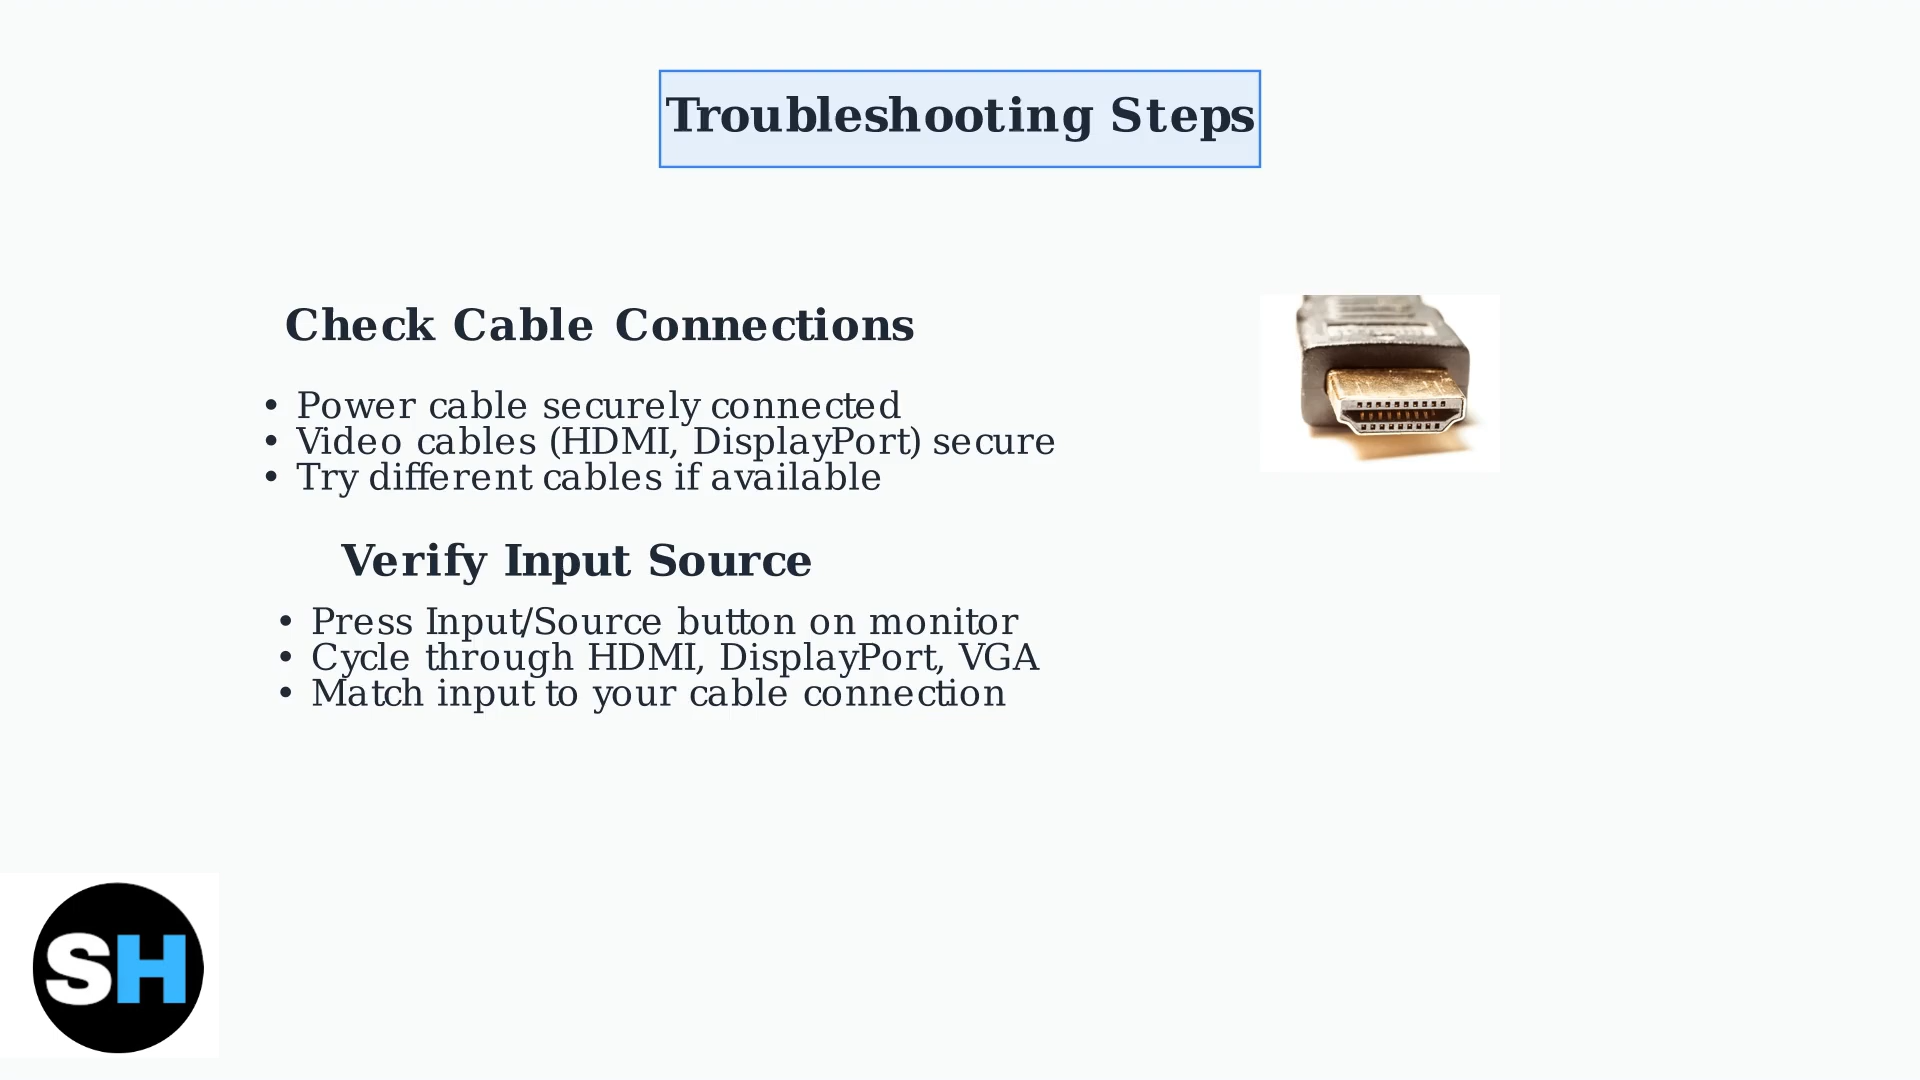 Troubleshooting Steps
Check Cable Connections
• Power cable securely connected
• Video cables (HDMI, DisplayPort) secure
• Try different cables if available
Verify Input Source
• Press Input/Source button on monitor
• Cycle through HDMI, DisplayPort, VGA
• Match input to your cable connection
SH